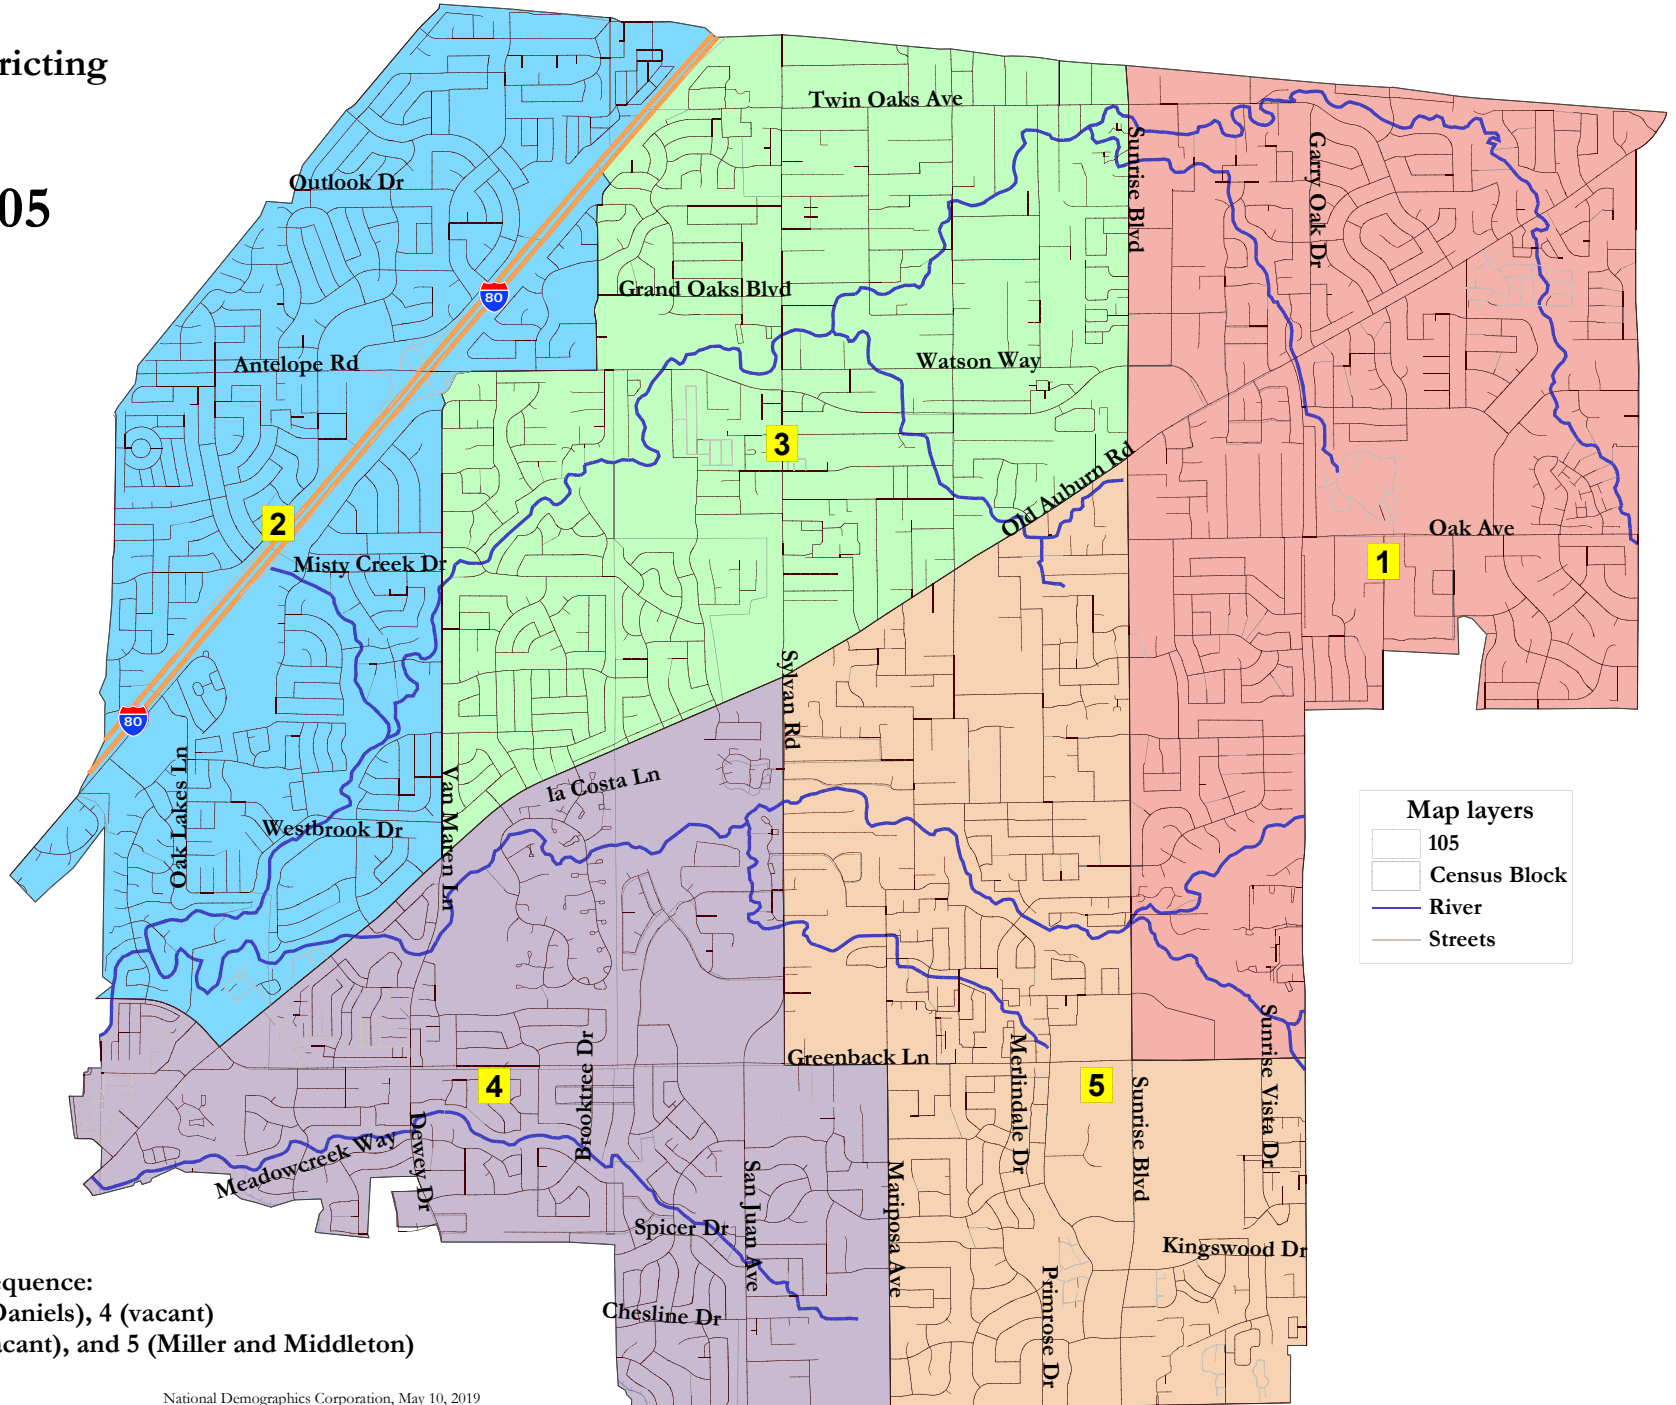 ricting
05
Twin Oaks Ave
Outlook Dr
Sunrise Blvd
Garry Oak Dr
80
Grand Oaks Blvd
Antelope Rd
Watson Way
3
Old Auburn Rd
2
Oak Ave
1
Misty Creek Dr
Sylvan Rd
80
Oak Lakes Ln
Van Maren Ln
la Costa Ln
Westbrook Dr
Map layers
105
Census Block
River
Streets
Greenback Ln
Merlindale Dr
Sunrise Vista Dr
4
Brooktree Dr
5
Sunrise Blvd
Dewey Dr
Meadowcreek Way
San Juan Ave
Mariposa Ave
Spicer Dr
Kingswood Dr
Primrose Dr
Chesline Dr
equence:
Daniels), 4 (vacant)
acant), and 5 (Miller and Middleton)
National Demographics Corporation, May 10, 2019